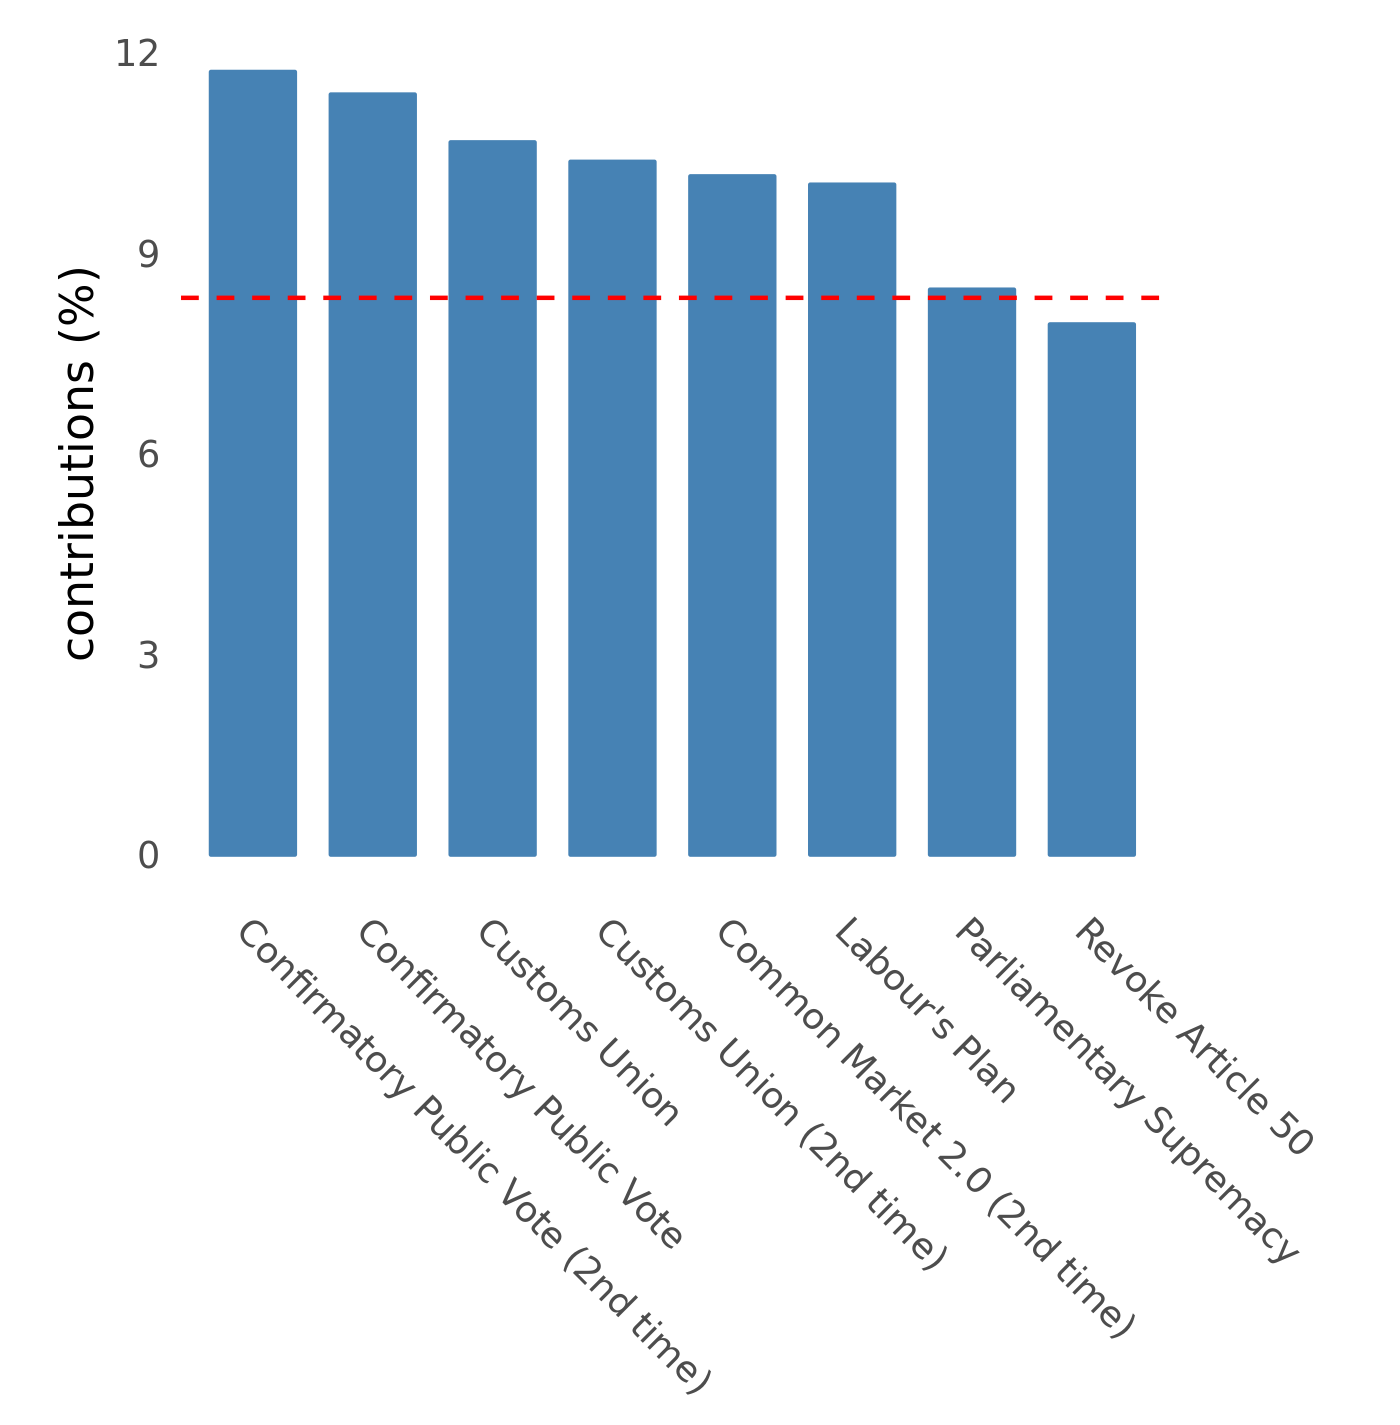 12
9
6
3
0
contributions (%)
Confirmatory Public Vote (2nd time)
Confirmatory Public Vote
Customs Union
Customs Union (2nd time)
Common Market 2.0 (2nd time)
Labour's Plan
Parliamentary Supremacy
Revoke Article 50